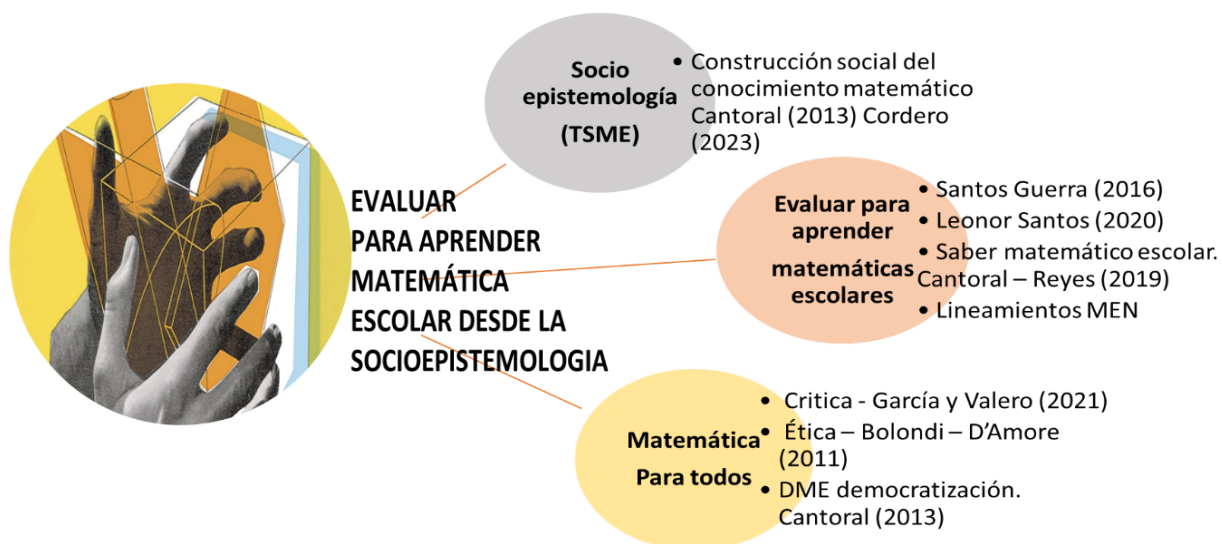 EVALUAR
PARA APRENDER
MATEMÁTICA
ESCOLAR DESDE LA
SOCIOEPISTEMOLOGIA
Socio
epistemología
(TSME)
• Construcción social del
conocimiento matemático
Cantoral (2013) Cordero
(2023)
Evaluar para
aprender
matemáticas
escolares
• Santos Guerra (2016)
• Leonor Santos (2020)
• Saber matemático escolar.
Cantoral – Reyes (2019)
• Lineamientos MEN
Matemática
Para todos
• Critica - García y Valero (2021)
• Ética – Bolondi – D’Amore
(2011)
• DME democratización.
Cantoral (2013)